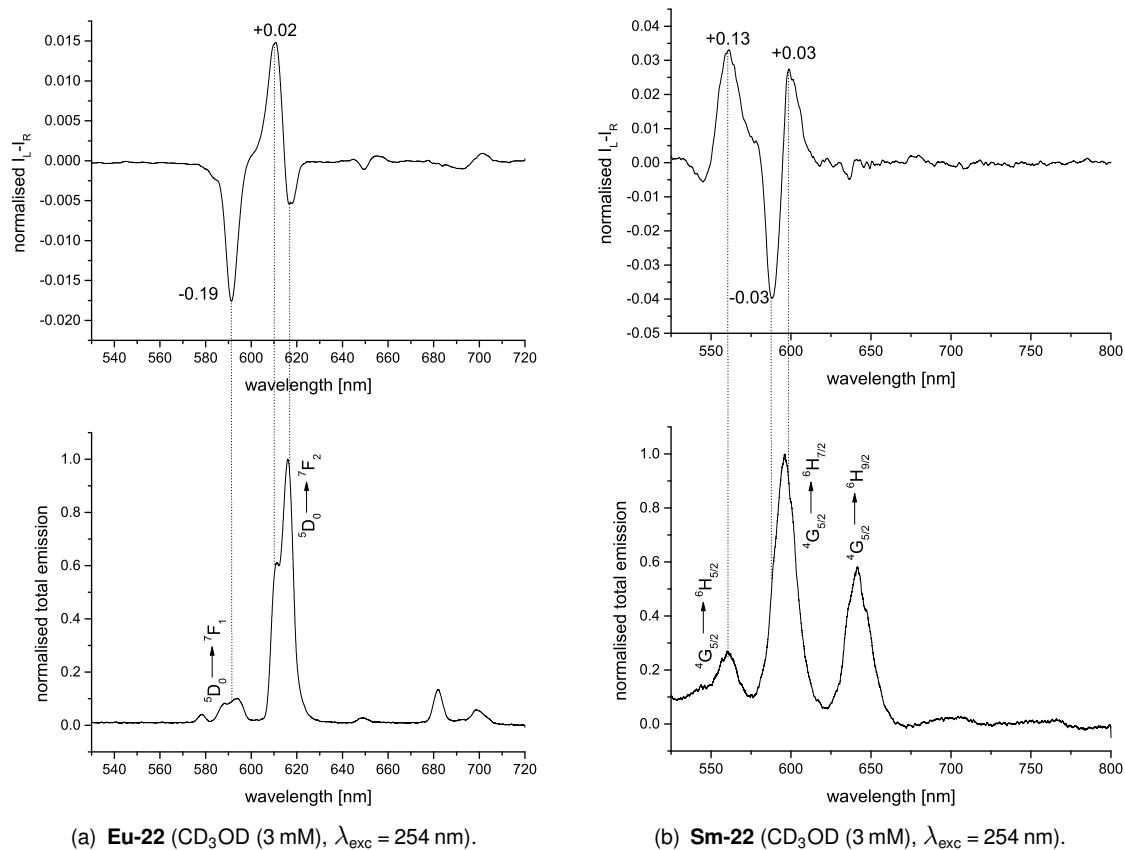 +0.02
0.015
0.010
0.005
0.000
-0.005
-0.010
-0.015
-0.020
-0.19
normalised I_L-I_R
540 560 580 600 620 640 660 680 700 720
wavelength [nm]
1.0
0.8
0.6
0.4
0.2
0.0
normalised total emission
⁵D₀ → ⁷F₁
⁵D₀ → ⁷F₂
540 560 580 600 620 640 660 680 700 720
wavelength [nm]
(a) Eu-22 (CD₃OD (3 mM), λexc = 254 nm).
+0.13
+0.03
0.04
0.03
0.02
0.01
0.00
-0.01
-0.02
-0.03
-0.04
-0.05
-0.03
normalised I_L-I_R
550 600 650 700 750 800
wavelength [nm]
1.0
0.8
0.6
0.4
0.2
0.0
normalised total emission
⁴G₅/₂ → ⁶H₅/₂
⁴G₅/₂ → ⁶H₇/₂
⁴G₅/₂ → ⁶H₉/₂
550 600 650 700 750 800
wavelength [nm]
(b) Sm-22 (CD₃OD (3 mM), λexc = 254 nm).